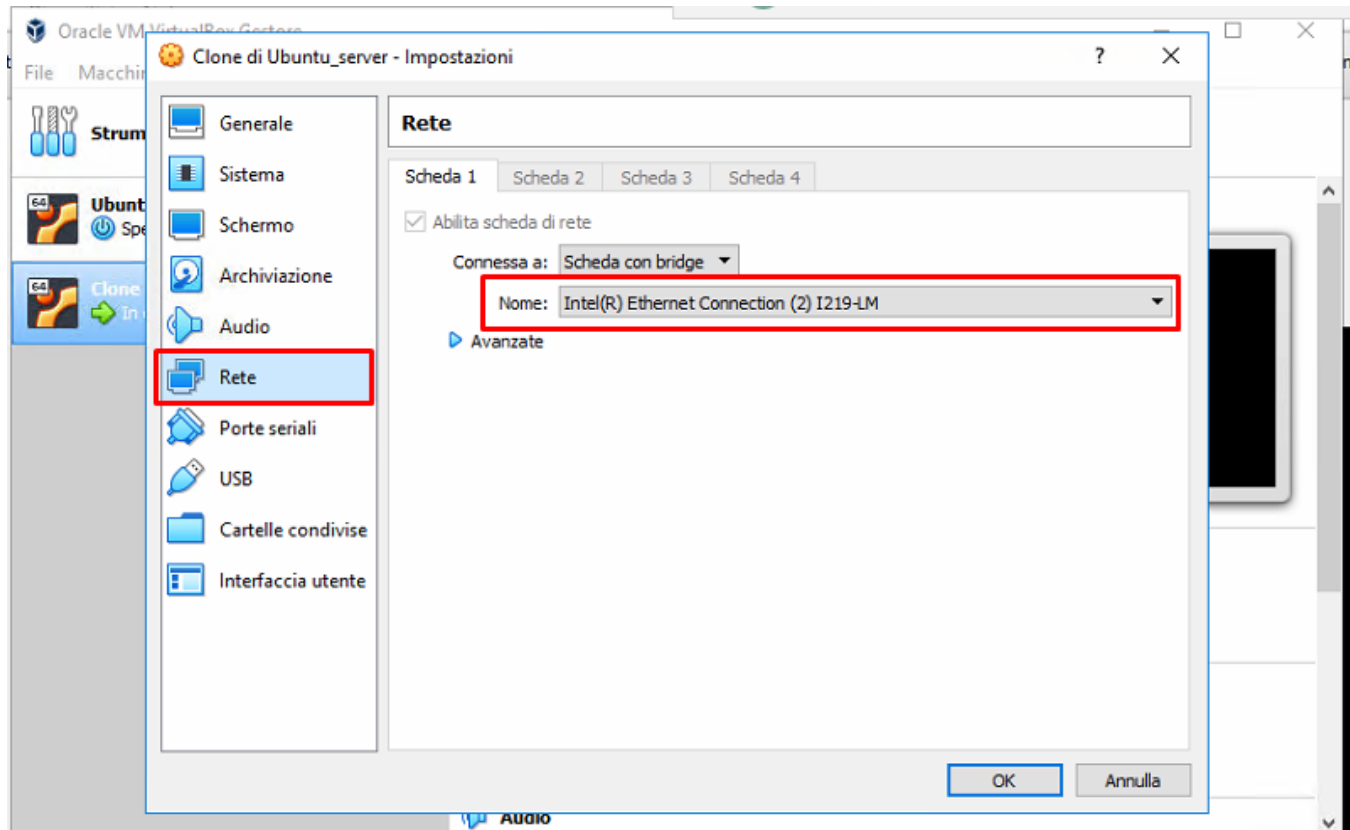 Oracle VM VirtualBox Gestore
File Macchin
Strum
64
Ubunt
Spe
64
Clone
In
Clone di Ubuntu_server - Impostazioni
?
Generale
Sistema
Schermo
Archiviazione
Audio
Rete
Porte seriali
USB
Cartelle condivise
Interfaccia utente
Rete
Scheda 1 Scheda 2 Scheda 3 Scheda 4
Abilita scheda di rete
Connessa a: Scheda con bridge
Nome: Intel(R) Ethernet Connection (2) I219-LM
Avanzate
OK Annulla
Audio